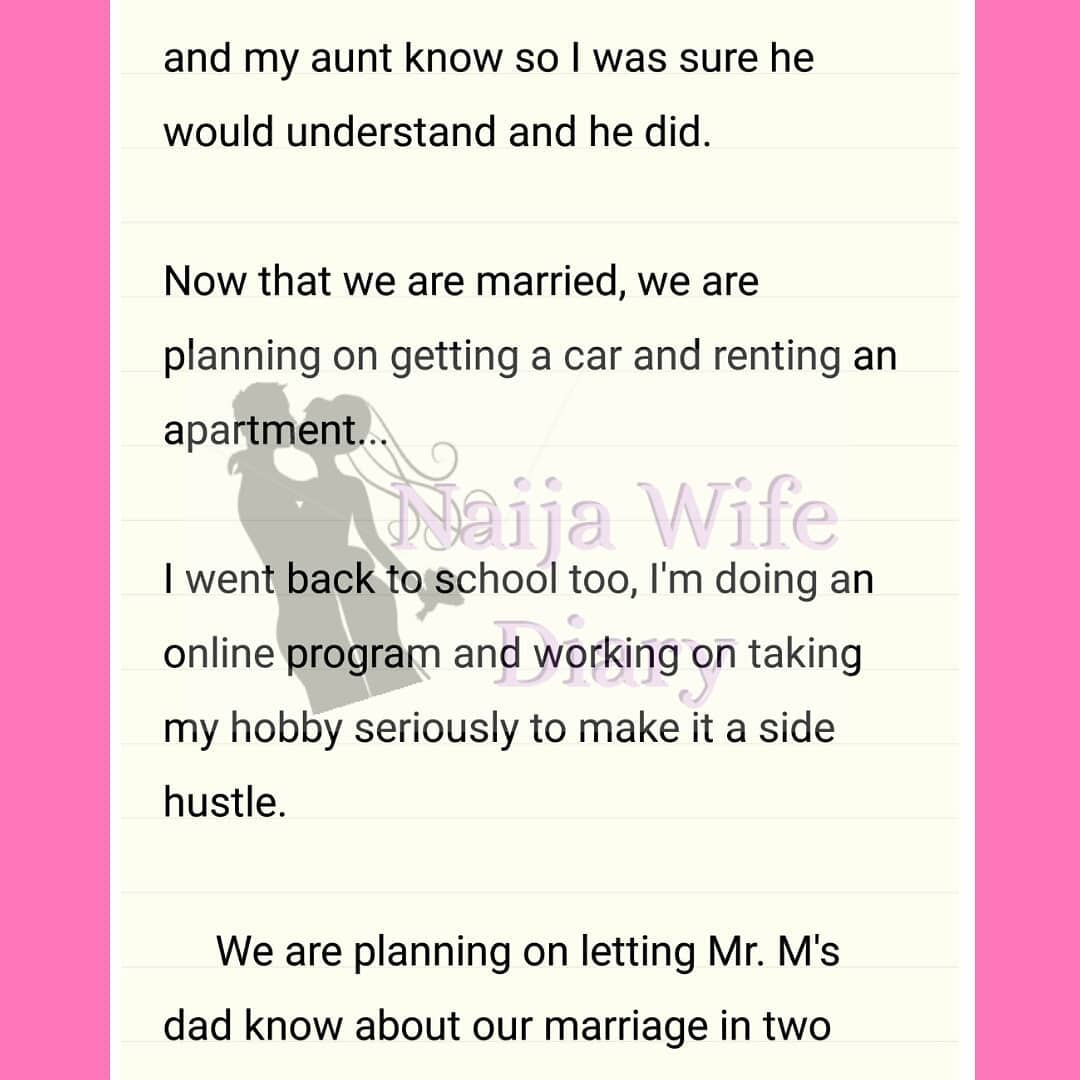 and my aunt know so I was sure he
would understand and he did.
Now that we are married, we are
planning on getting a car and renting an
apartment...
Naija Wife
I went back to school too, I'm doing an
Diary
online program and working on taking
my hobby seriously to make it a side
hustle.
We are planning on letting Mr. M's
dad know about our marriage in two